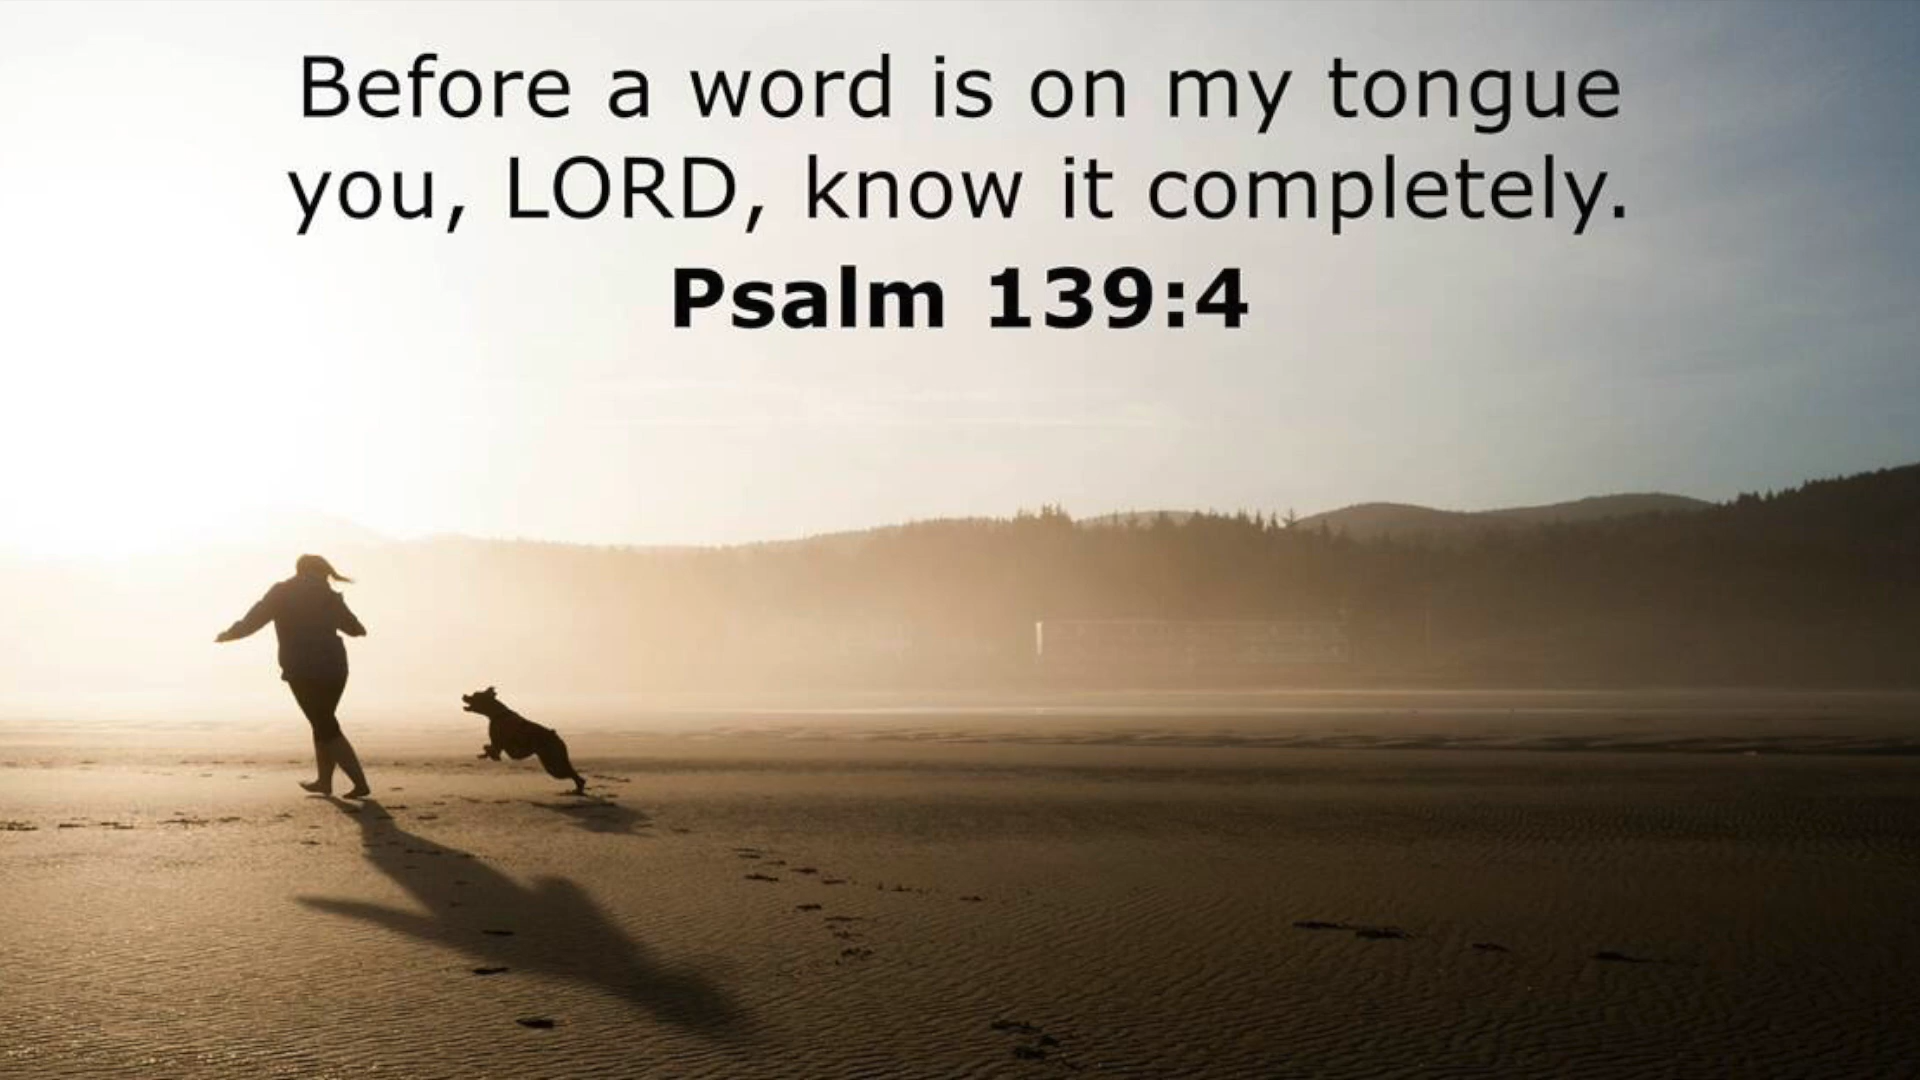 Before a word is on my tongue
you, LORD, know it completely.
Psalm 139:4